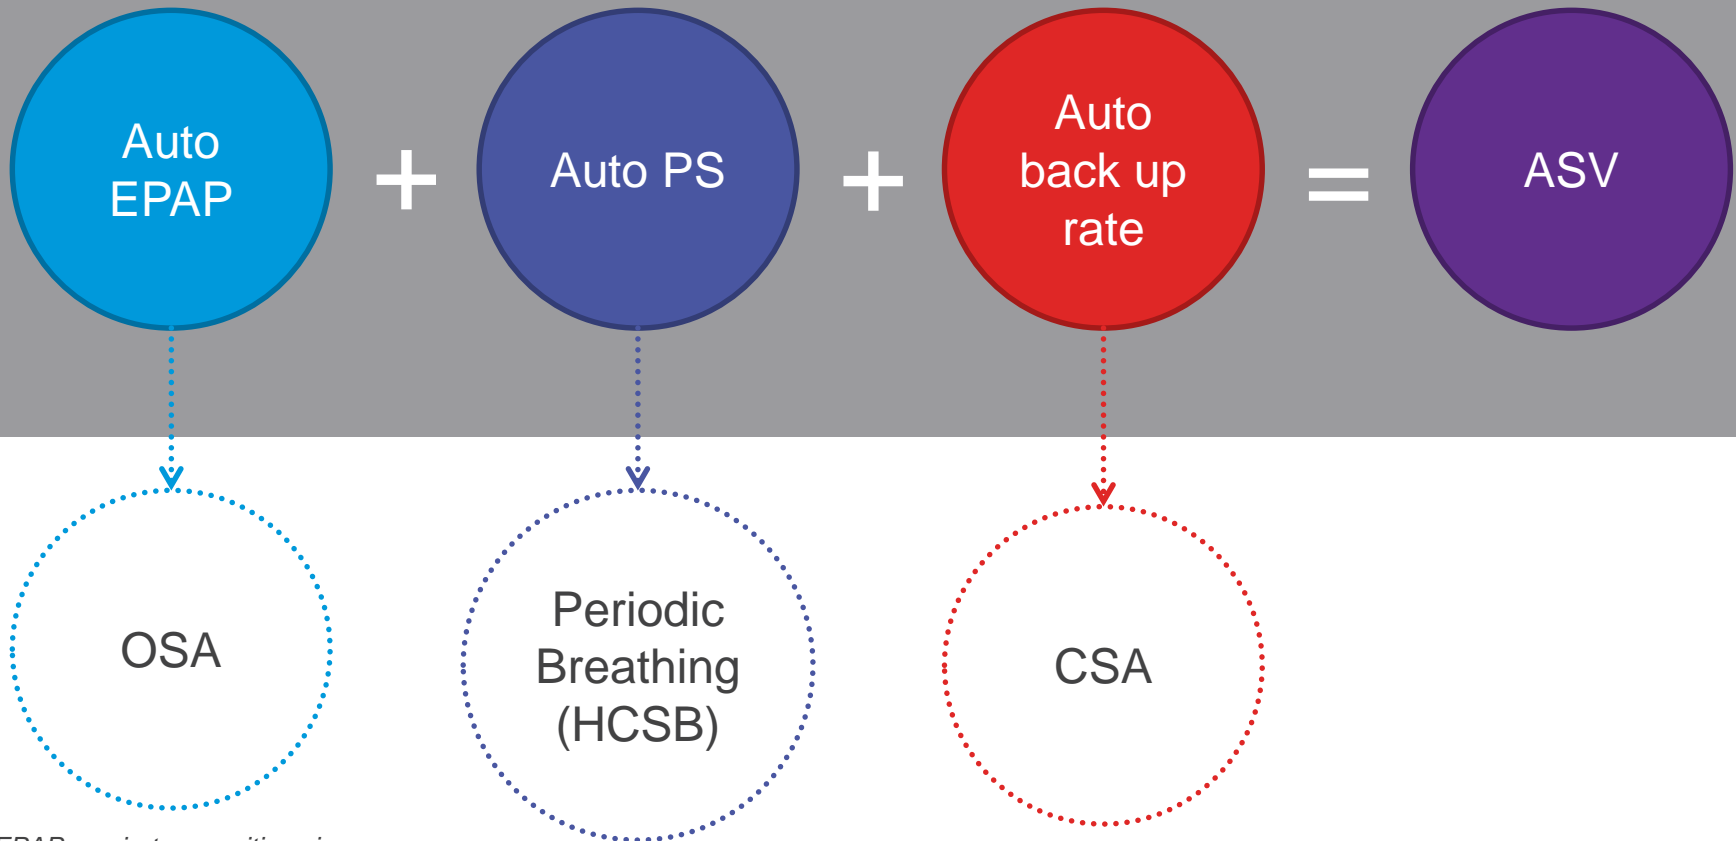 Auto
EPAP
+
Auto PS
+
Auto
back up
rate
=
ASV
OSA
Periodic
Breathing
(HCSB)
CSA